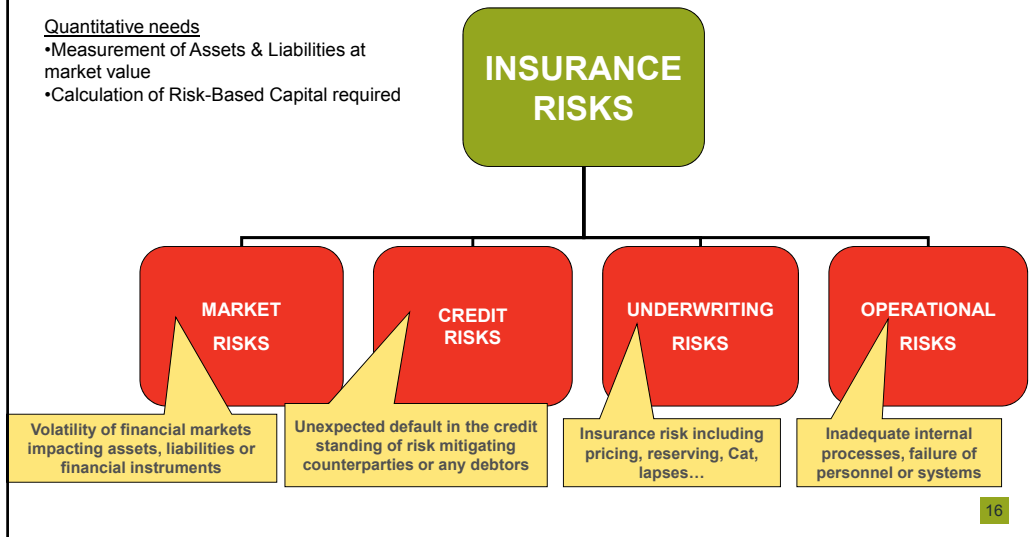 Quantitative needs
•Measurement of Assets & Liabilities at
market value
•Calculation of Risk-Based Capital required
INSURANCE
RISKS
MARKET
RISKS
CREDIT
RISKS
UNDERWRITING
RISKS
OPERATIONAL
RISKS
Volatility of financial markets
impacting assets, liabilities or
financial instruments
Unexpected default in the credit
standing of risk mitigating
counterparties or any debtors
Insurance risk including
pricing, reserving, Cat,
lapses…
Inadequate internal
processes, failure of
personnel or systems
16